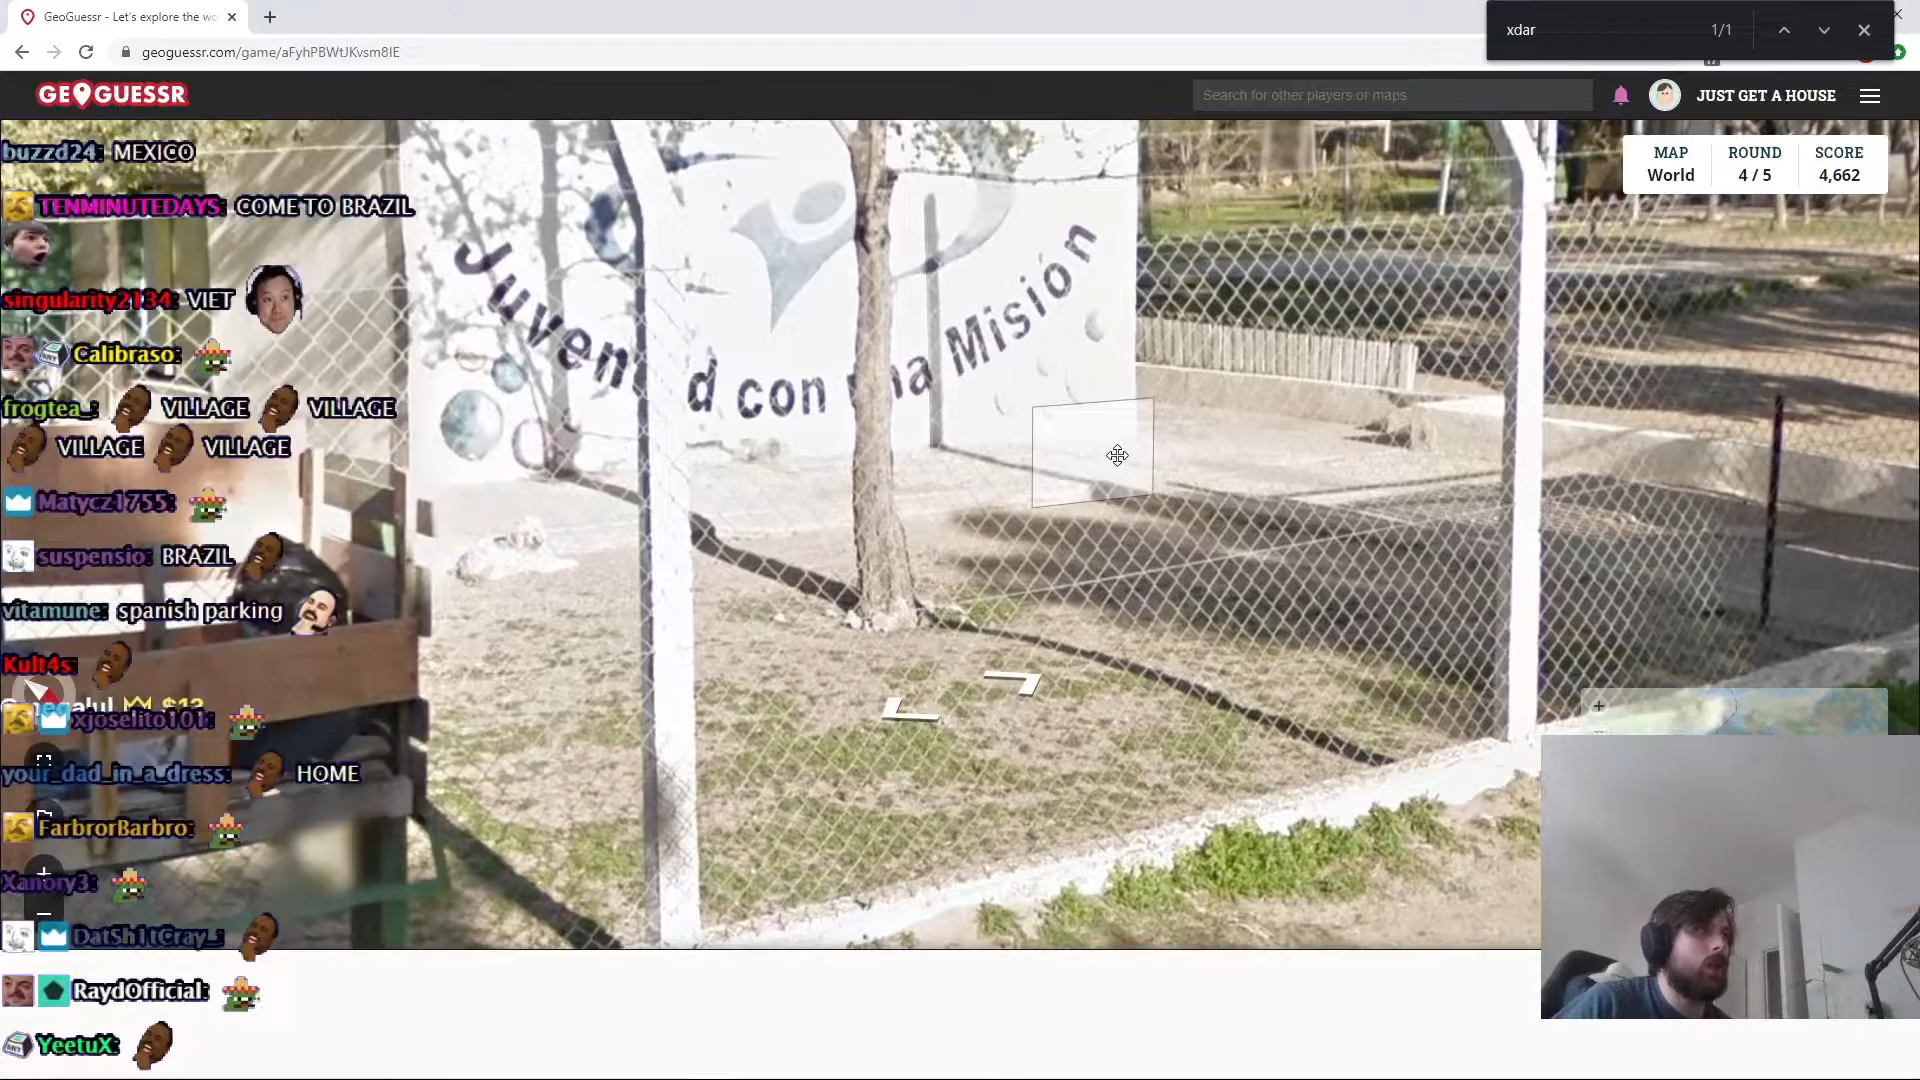 GeoGuessr - Let's explore the wo
xdar
1/1
geoguessr.com/game/aFyhPBWtJKvsm8IE
GEOGUESSR
Search for other players or maps
JUST GET A HOUSE
MAP ROUND SCORE
World 4 / 5 4,662
Juventud con una Misión
buzzd24: MEXICO
TENMINUTEDAYS: COME TO BRAZIL
singularity2134: VIET
Calibraso:
frogtea_: VILLAGE VILLAGE
VILLAGE VILLAGE
Matycz1755:
suspensio: BRAZIL
vitamune: spanish parking
Kult4s:
$12
xjoselito101:
your_dad_in_a_dress: HOME
FarbrorBarbro:
Xanory3:
DatSh1tCray_:
RaydOfficial:
YeetuX: